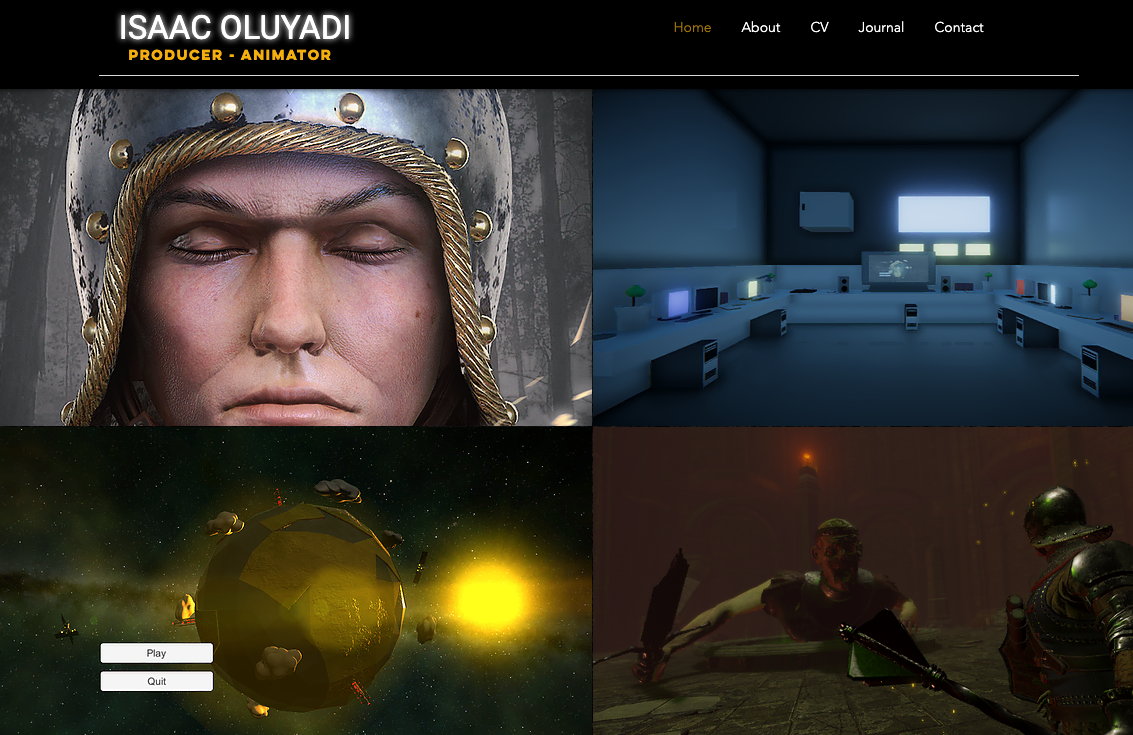 ISAAC OLUYADI
PRODUCER - ANIMATOR
Home About CV Journal Contact
Play
Quit